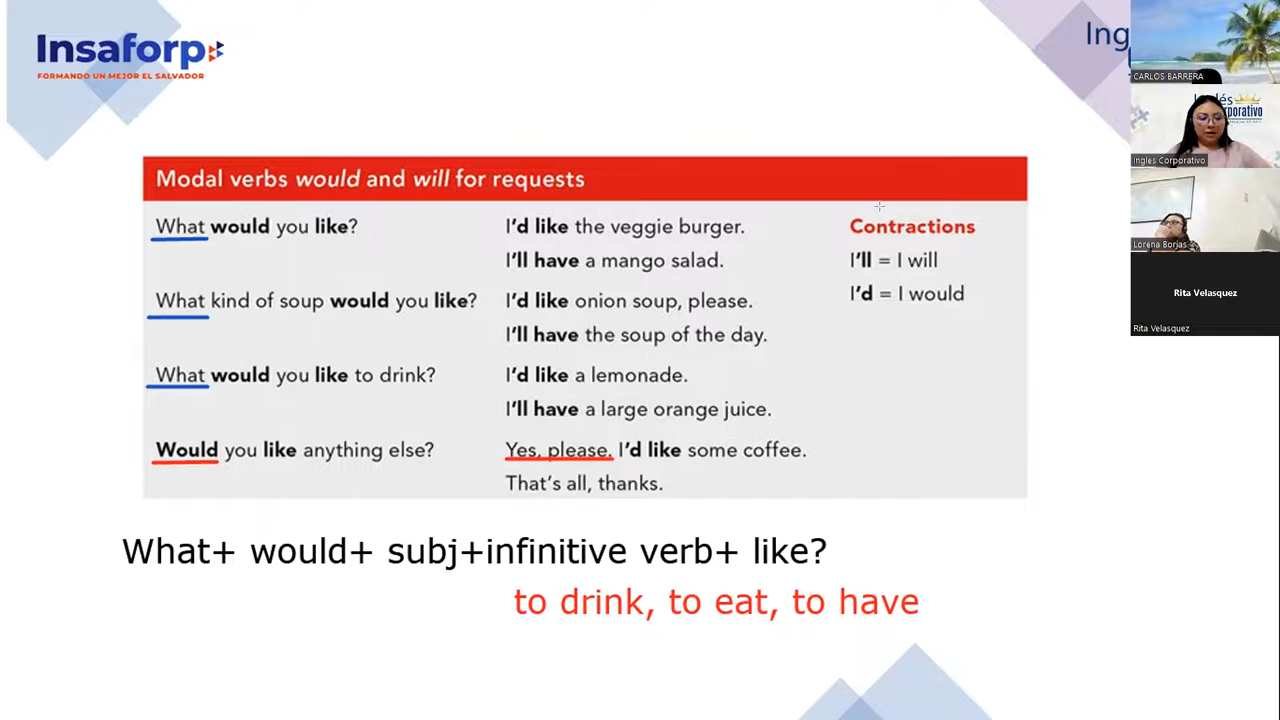 Insaforp
FORMANDO UN MEJOR EL SALVADOR
Ing
CARLOS BARRERA
Inglés Corporativo
Lorena Borjas
Rita Velasquez
Rita Velasquez
Modal verbs would and will for requests
What would you like?
I'd like the veggie burger.
I'll have a mango salad.
What kind of soup would you like?
I'd like onion soup, please.
I'll have the soup of the day.
What would you like to drink?
I'd like a lemonade.
I'll have a large orange juice.
Would you like anything else?
Yes, please. I'd like some coffee.
That's all, thanks.
Contractions
I'll = I will
I'd = I would
What+ would+ subj+infinitive verb+ like?
to drink, to eat, to have